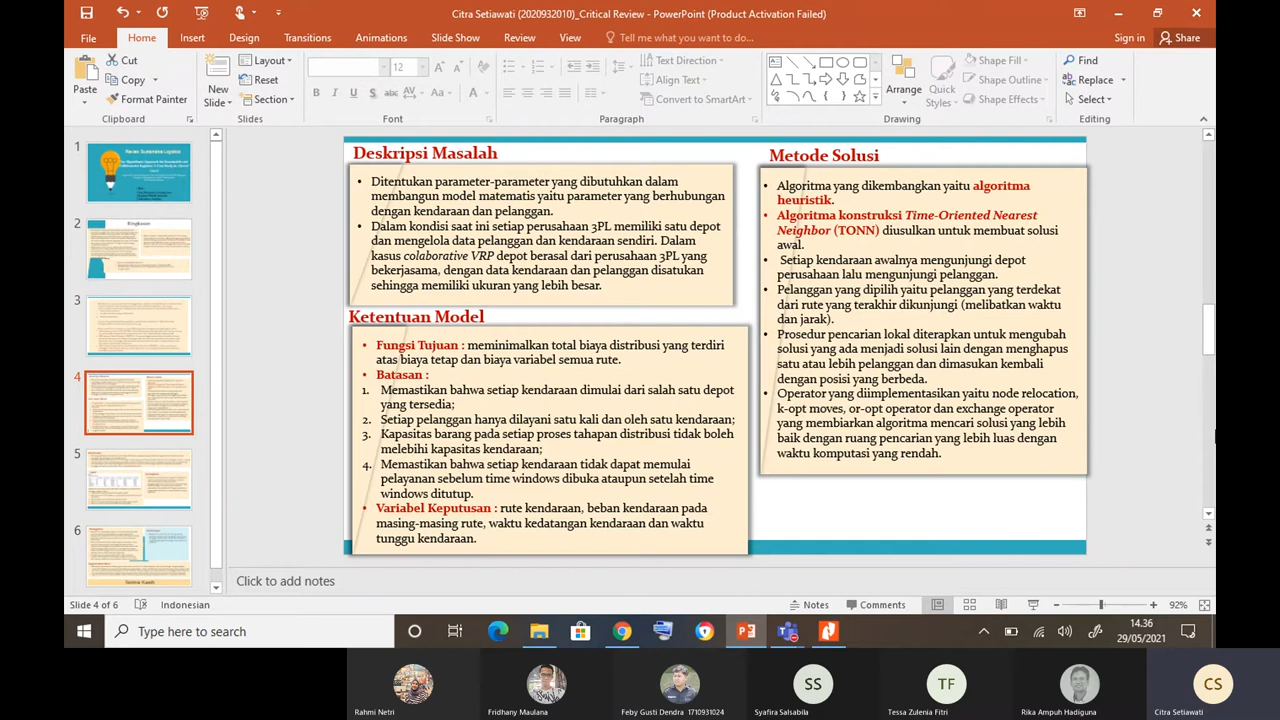 Citra Setiawati (2020932010)_Critical Review - PowerPoint (Product Activation Failed)
File
Home
Insert
Design
Transitions
Animations
Slide Show
Review
View
Tell me what you want to do...
Sign in
Share
Paste
Cut
Copy
Format Painter
Clipboard
New
Slide
Layout
Reset
Section
Slides
12
B I U S abc AV Aa A
Font
Text Direction
Align Text
Convert to SmartArt
Paragraph
Arrange
Quick
Styles
Shape Fill
Shape Outline
Shape Effects
Drawing
Find
Replace
Select
Editing
1
2
Ringkasan
3
4
5
6
Terima Kasih
Deskripsi Masalah
• Ditentukan parameter-parameter yang dibutuhkan dalam
membangun model matematis yaitu parameter yang berhubungan
dengan kendaraan dan pelanggan.
• Dalam kondisi saat ini setiap perusahaan 3PL memiliki satu depot
dan mengelola data pelanggan dan kendaraan sendiri. Dalam
kasus colaborative VRP depot berasal dari perusahaan 3PL yang
bekerjasama, dengan data kendaraan dan pelanggan disatukan
sehingga memiliki ukuran yang lebih besar.
Ketentuan Model
• Fungsi Tujuan : meminimalkan total biaya distribusi yang terdiri
atas biaya tetap dan biaya variabel semua rute.
• Batasan :
1. Memastikan bahwa setiap kendaraan dimulai dari salah satu depot
yang tersedia;
2. Setiap pelanggan hanya dilayani satu kali dan oleh satu kendaraan;
3. Kapasitas barang pada setiap proses tahapan distribusi tidak boleh
melebihi kapasitas kendaraan;
4. Memastikan bahwa setiap kendaraan tidak dapat memulai
pelayanan sebelum time windows dibuka ataupun setelah time
windows ditutup.
• Variabel Keputusan : rute kendaraan, beban kendaraan pada
masing-masing rute, waktu kedatangan kendaraan dan waktu
tunggu kendaraan.
Metode Solusi
• Algoritma yang dikembangkan yaitu algoritma
heuristik.
• Algoritma konstruksi Time-Oriented Nearest
Neighbor (TONN) diusulkan untuk membuat solusi
awal.
• Setiap kendaraan awalnya mengunjungi depot
perusahaan lalu mengunjungi pelanggan.
• Pelanggan yang dipilih yaitu pelanggan yang terdekat
dari rute terakhir dikunjungi (melibatkan waktu
dan jarak).
• Prosedur pencarian lokal diterapkan untuk mengubah
solusi yang ada menjadi solusi lain dengan menghapus
satu atau lebih pelanggan dan dimasukan kembali
dengan posisi yang berbeda.
• Operator yang diimplementasikan yaitu node relocation,
k-opt moves, or-opt operator dan exchange operator
yang membiarkan algoritma mencari solusi yang lebih
baik dengan ruang pencarian yang lebih luas dengan
waktu komputasi yang rendah.
Click to add notes
Slide 4 of 6
Indonesian
Notes
Comments
92%
Type here to search
14.36
29/05/2021
SS
TF
CS
Rahmi Netri
Fridhany Maulana
Feby Gusti Dendra 1710931024
Syafira Salsabila
Tessa Zulenia Fitri
Rika Ampuh Hadiguna
Citra Setiawati